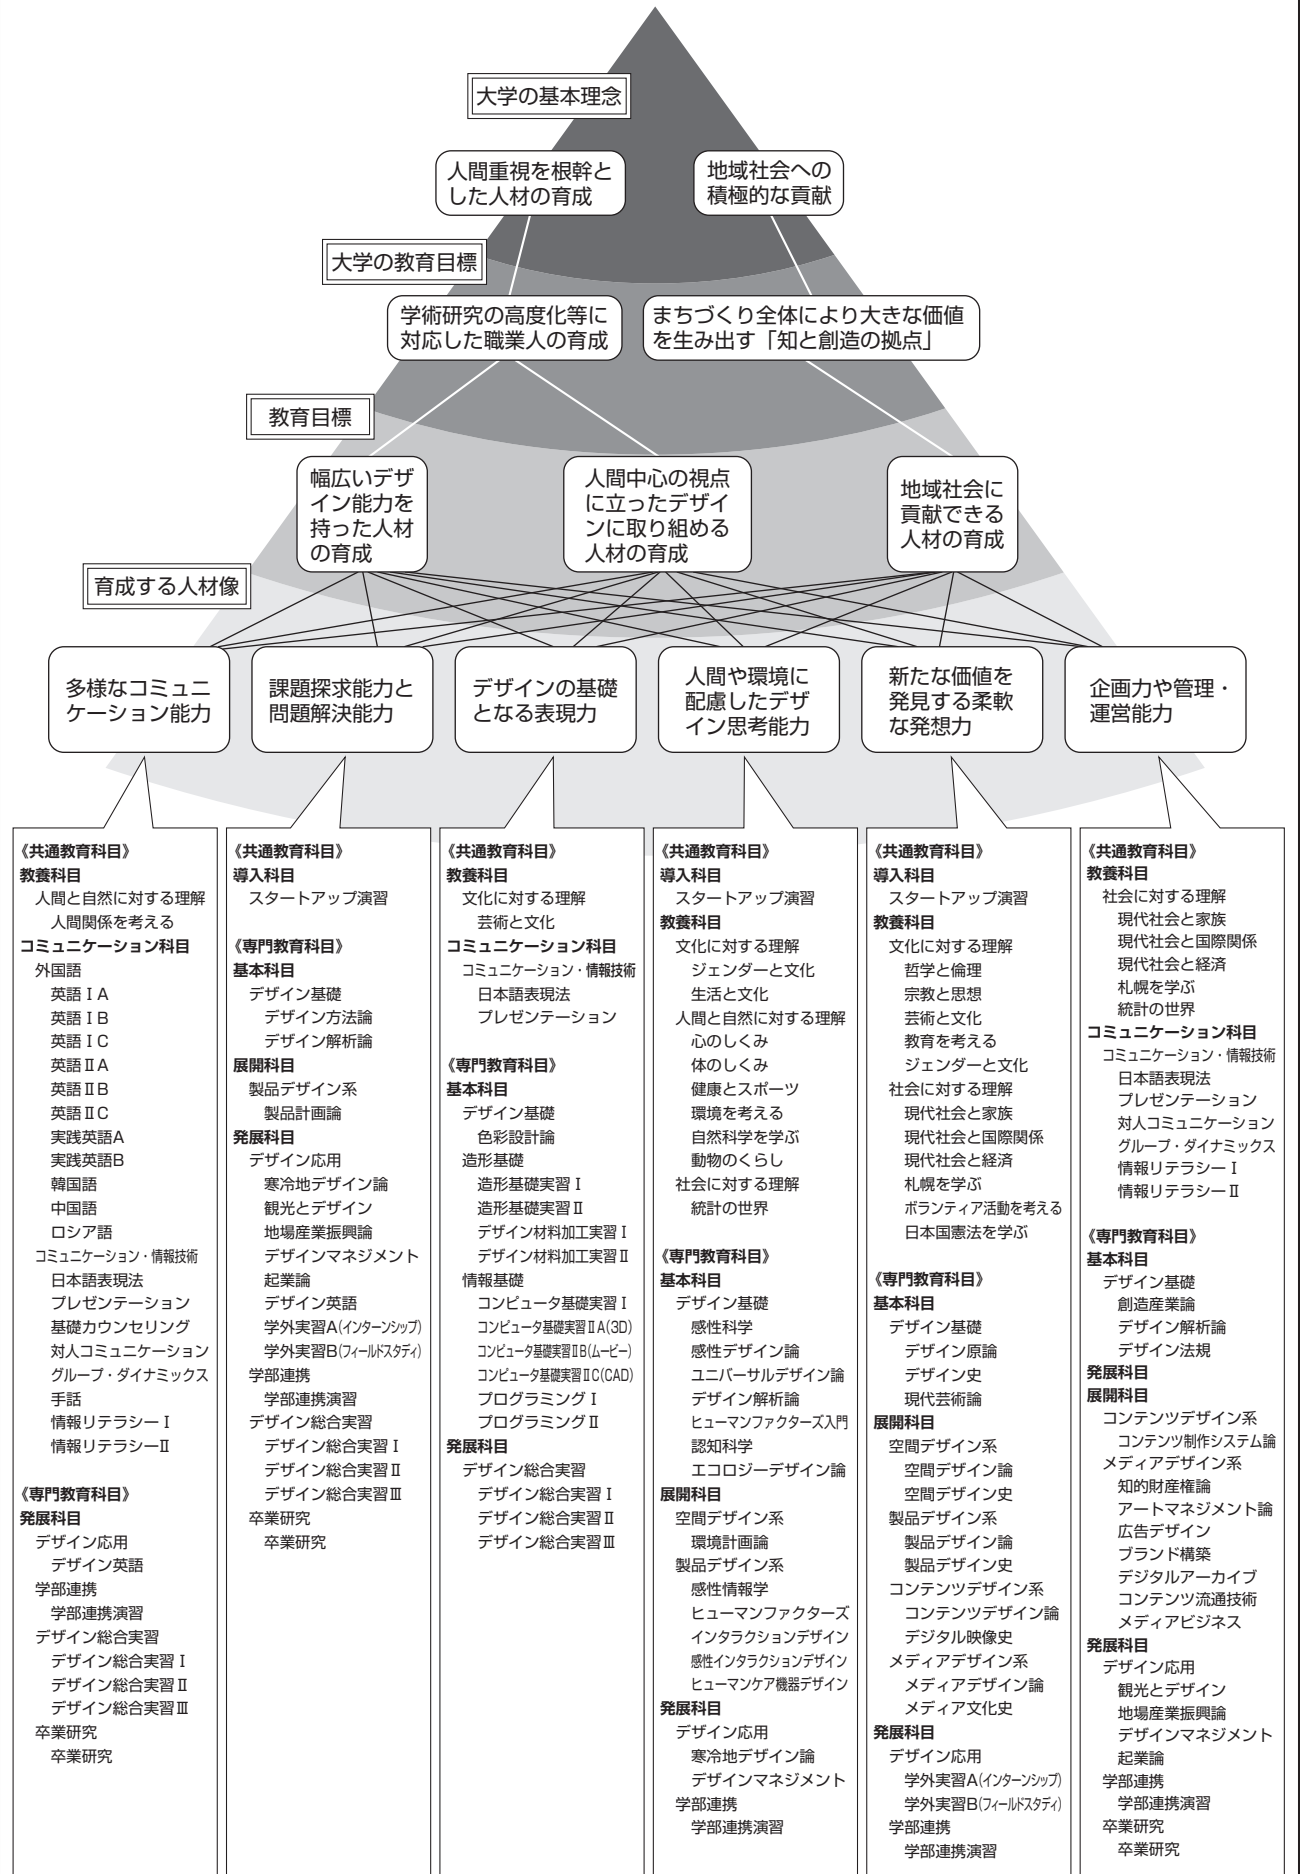 大学の基本理念
人間重視を根幹と
した人材の育成
地域社会への
積極的な貢献
大学の教育目標
学術研究の高度化等に
対応した職業人の育成
まちづくり全体により大きな価値
を生み出す「知と創造の拠点」
教育目標
幅広いデザ
イン能力を
持った人材
の育成
人間中心の視点
に立ったデザイ
ンに取り組める
人材の育成
地域社会に
貢献できる
人材の育成
育成する人材像
多様なコミュニ
ケーション能力
課題探求能力と
問題解決能力
デザインの基礎
となる表現力
人間や環境に
配慮したデザ
イン思考能力
新たな価値を
発見する柔軟
な発想力
企画力や管理・
運営能力
《共通教育科目》
教養科目
人間と自然に対する理解
人間関係を考える
コミュニケーション科目
外国語
英語ⅠA
英語ⅠB
英語ⅠC
英語ⅡA
英語ⅡB
英語ⅡC
実践英語A
実践英語B
韓国語
中国語
ロシア語
コミュニケーション・情報技術
日本語表現法
プレゼンテーション
基礎カウンセリング
対人コミュニケーション
グループ・ダイナミックス
手話
情報リテラシーⅠ
情報リテラシーⅡ
《専門教育科目》
発展科目
デザイン応用
デザイン英語
学部連携
学部連携演習
デザイン総合実習
デザイン総合実習Ⅰ
デザイン総合実習Ⅱ
デザイン総合実習Ⅲ
卒業研究
卒業研究
《共通教育科目》
導入科目
スタートアップ演習
《専門教育科目》
基本科目
デザイン基礎
デザイン方法論
デザイン解析論
展開科目
製品デザイン系
製品計画論
発展科目
デザイン応用
寒冷地デザイン論
観光とデザイン
地場産業振興論
デザインマネジメント
起業論
デザイン英語
学外実習A(インターンシップ)
学外実習B(フィールドスタディ)
学部連携
学部連携演習
デザイン総合実習
デザイン総合実習Ⅰ
デザイン総合実習Ⅱ
デザイン総合実習Ⅲ
卒業研究
卒業研究
《共通教育科目》
教養科目
文化に対する理解
芸術と文化
コミュニケーション科目
コミュニケーション・情報技術
日本語表現法
プレゼンテーション
《専門教育科目》
基本科目
デザイン基礎
色彩設計論
造形基礎
造形基礎実習Ⅰ
造形基礎実習Ⅱ
デザイン材料加工実習Ⅰ
デザイン材料加工実習Ⅱ
情報基礎
コンピュータ基礎実習Ⅰ
コンピュータ基礎実習ⅡA(3D)
コンピュータ基礎実習ⅡB(ムービー)
コンピュータ基礎実習ⅡC(CAD)
プログラミングⅠ
プログラミングⅡ
発展科目
デザイン総合実習
デザイン総合実習Ⅰ
デザイン総合実習Ⅱ
デザイン総合実習Ⅲ
《共通教育科目》
導入科目
スタートアップ演習
教養科目
文化に対する理解
ジェンダーと文化
生活と文化
人間と自然に対する理解
心のしくみ
体のしくみ
健康とスポーツ
環境を考える
自然科学を学ぶ
動物のくらし
社会に対する理解
統計の世界
《専門教育科目》
基本科目
デザイン基礎
感性科学
感性デザイン論
ユニバーサルデザイン論
デザイン解析論
ヒューマンファクターズ入門
認知科学
エコロジーデザイン論
展開科目
空間デザイン系
環境計画論
製品デザイン系
感性情報学
ヒューマンファクターズ
インタラクションデザイン
感性インタラクションデザイン
ヒューマンケア機器デザイン
発展科目
デザイン応用
寒冷地デザイン論
デザインマネジメント
学部連携
学部連携演習
《共通教育科目》
導入科目
スタートアップ演習
教養科目
文化に対する理解
哲学と倫理
宗教と思想
芸術と文化
教育を考える
ジェンダーと文化
社会に対する理解
現代社会と家族
現代社会と国際関係
現代社会と経済
札幌を学ぶ
ボランティア活動を考える
日本国憲法を学ぶ
《専門教育科目》
基本科目
デザイン基礎
デザイン原論
デザイン史
現代芸術論
展開科目
空間デザイン系
空間デザイン論
空間デザイン史
製品デザイン系
製品デザイン論
製品デザイン史
コンテンツデザイン系
コンテンツデザイン論
デジタル映像史
メディアデザイン系
メディアデザイン論
メディア文化史
発展科目
デザイン応用
学外実習A(インターンシップ)
学外実習B(フィールドスタディ)
学部連携
学部連携演習
《共通教育科目》
教養科目
社会に対する理解
現代社会と家族
現代社会と国際関係
現代社会と経済
札幌を学ぶ
統計の世界
コミュニケーション科目
コミュニケーション・情報技術
日本語表現法
プレゼンテーション
対人コミュニケーション
グループ・ダイナミックス
情報リテラシーⅠ
情報リテラシーⅡ
《専門教育科目》
基本科目
デザイン基礎
創造産業論
デザイン解析論
デザイン法規
発展科目
展開科目
コンテンツデザイン系
コンテンツ制作システム論
メディアデザイン系
知的財産権論
アートマネジメント論
広告デザイン
ブランド構築
デジタルアーカイブ
コンテンツ流通技術
メディアビジネス
発展科目
デザイン応用
観光とデザイン
地場産業振興論
デザインマネジメント
起業論
学部連携
学部連携演習
卒業研究
卒業研究